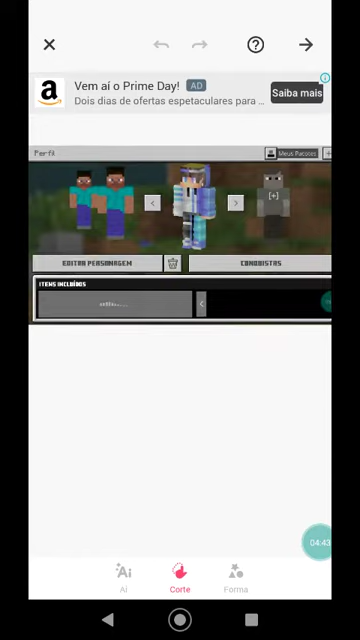 Vem aí o Prime Day! AD
Dois dias de ofertas espetaculares para ...
Saiba mais
Perfil
Meus Pacotes
EDITAR PERSONAGEM
CONQUISTAS
ITENS INCLUÍDOS
04:43
Ai
Ai
Corte
Forma